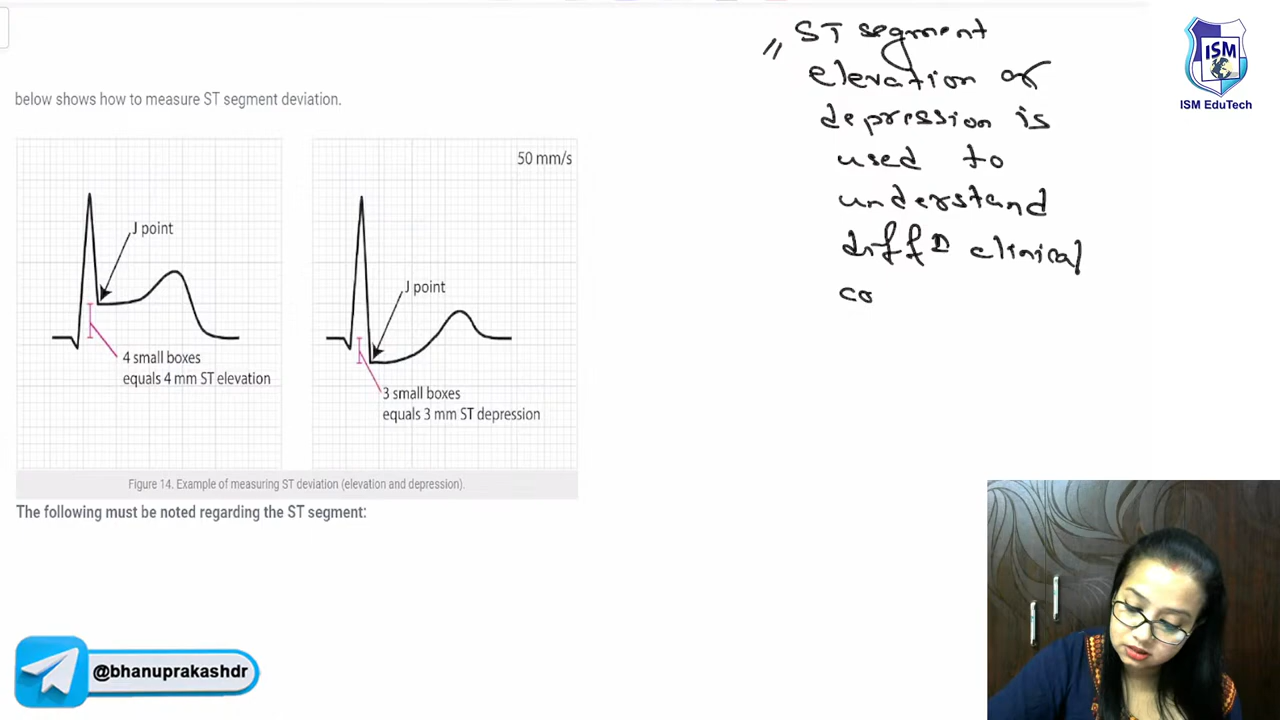 below shows how to measure ST segment deviation.
50 mm/s
J point
4 small boxes
equals 4 mm ST elevation
J point
3 small boxes
equals 3 mm ST depression
Figure 14. Example of measuring ST deviation (elevation and depression).
The following must be noted regarding the ST segment:
@bhanuprakashdr
ST segment
elevation or
depression is
used to
understand
clinical
co
ISM
ISM EduTech